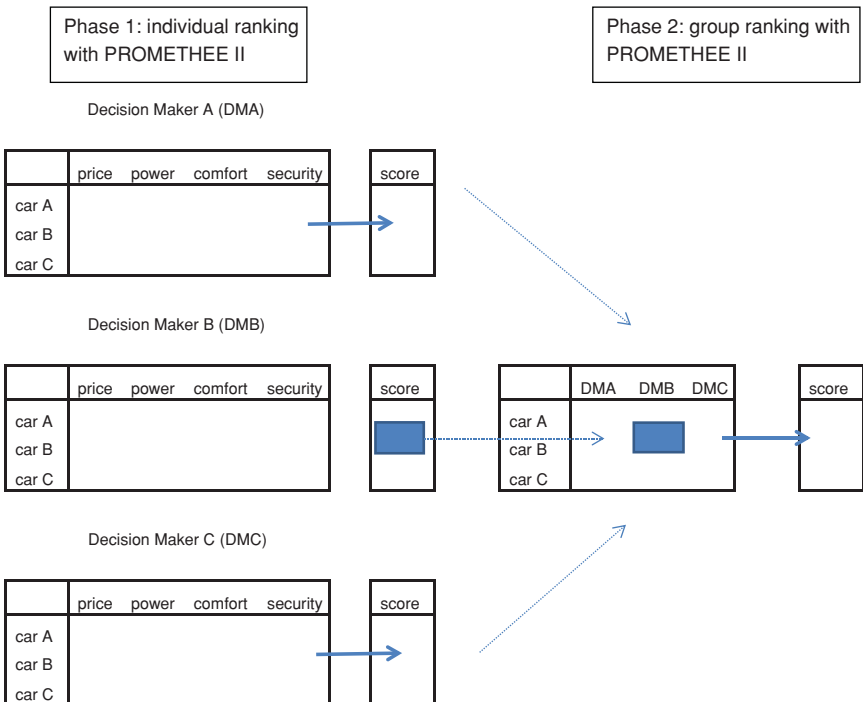 Phase 1: individual ranking
with PROMETHEE II
Phase 2: group ranking with
PROMETHEE II
Decision Maker A (DMA)
price power comfort security score
car A
car B
car C
Decision Maker B (DMB)
price power comfort security score DMA DMB DMC score
car A car A
car B car B
car C car C
Decision Maker C (DMC)
price power comfort security score
car A
car B
car C